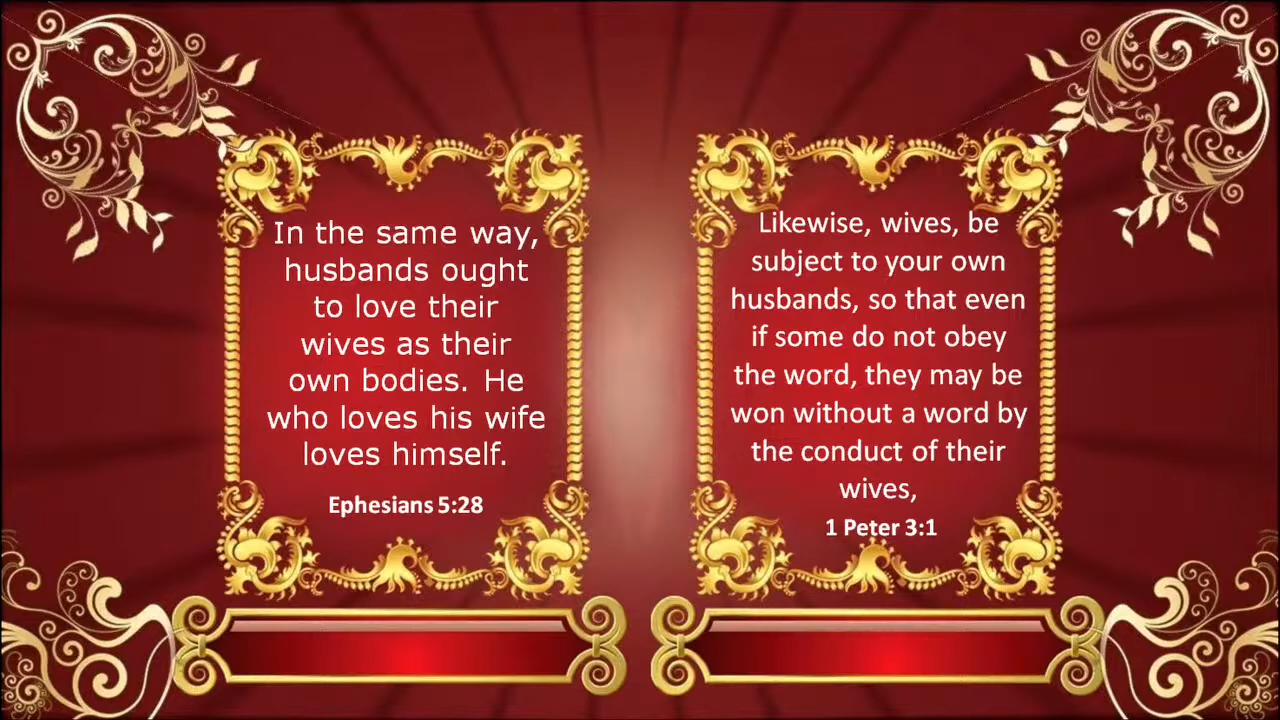 In the same way,
husbands ought
to love their
wives as their
own bodies. He
who loves his wife
loves himself.
Ephesians 5:28
Likewise, wives, be
subject to your own
husbands, so that even
if some do not obey
the word, they may be
won without a word by
the conduct of their
wives,
1 Peter 3:1